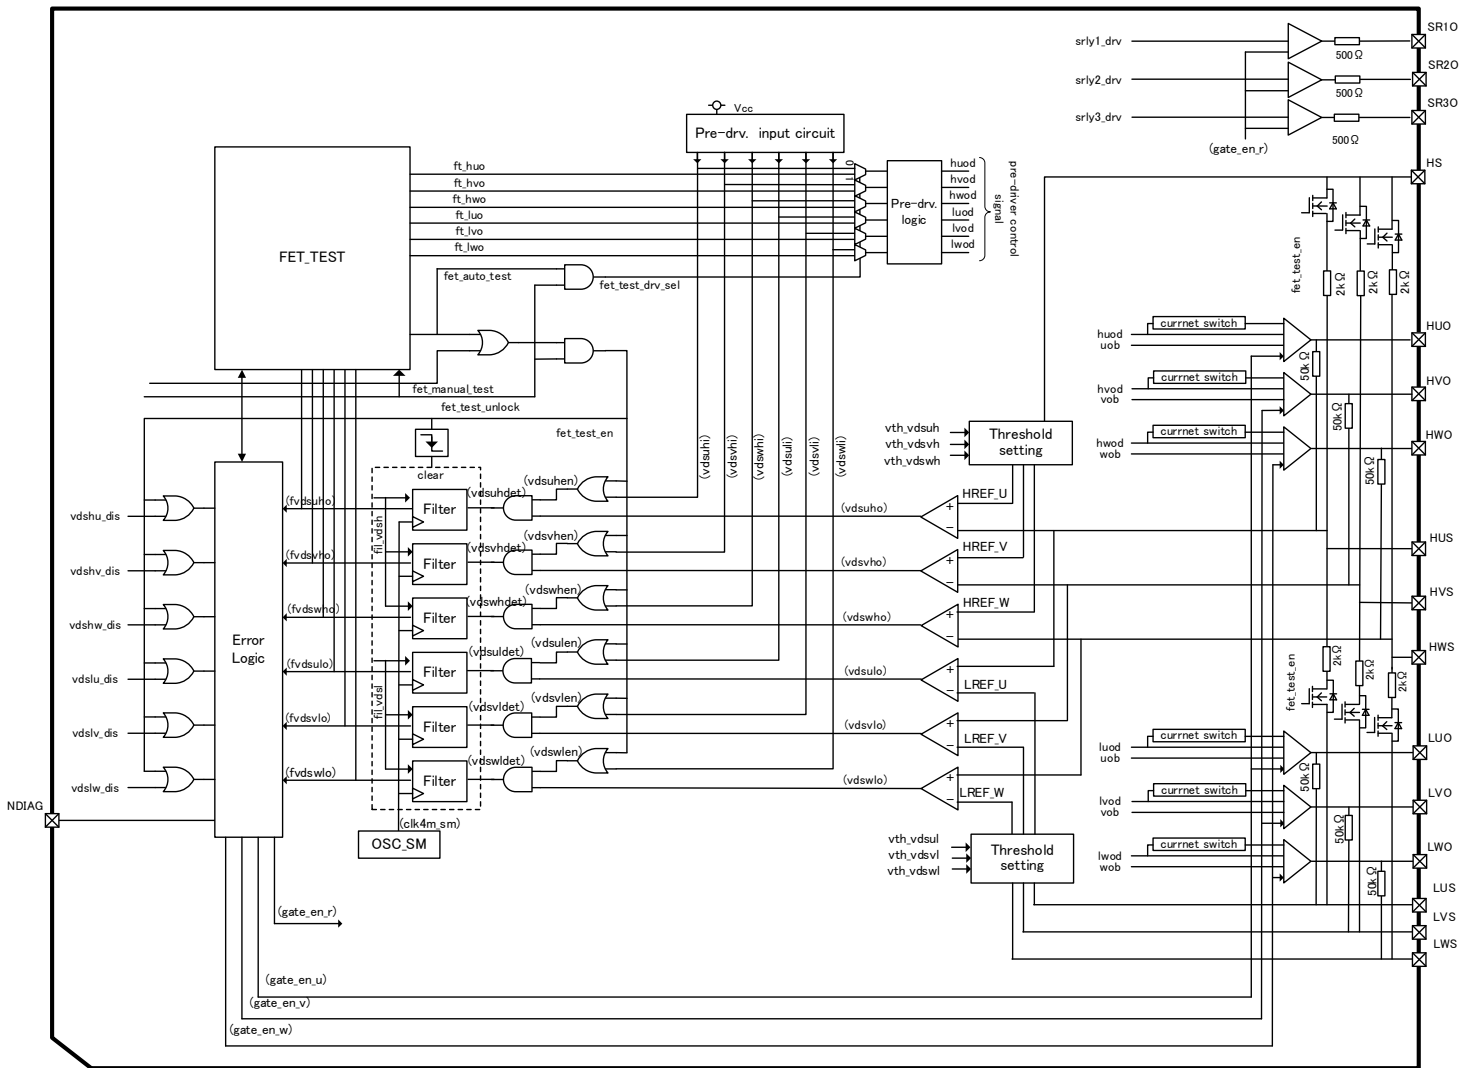 SR1O
srly1_drv
500Ω
SR2O
srly2_drv
500Ω
SR3O
srly3_drv
500Ω
(gate_en_r)
Vcc
Pre-drv. input circuit
HS
ft_huo
ft_hvo
ft_hwo
ft_luo
ft_lvo
ft_lwo
0
1
Pre-drv.
logic
huod
hvod
hwod
luod
lvod
lwod
pre-driver control
signal
FET_TEST
fet_auto_test
fet_test_drv_sel
fet_manual_test
fet_test_unlock
fet_test_en
fet_test_en
2kΩ
2kΩ
2kΩ
currnet switch
huod
uob
HUO
50kΩ
currnet switch
hvod
vob
HVO
50kΩ
currnet switch
hwod
wob
HWO
50kΩ
(vdsuhi)
(vdsvhi)
(vdswhi)
(vdsuli)
(vdsvli)
(vdswli)
vth_vdsuh
vth_vdsvh
vth_vdswh
Threshold
setting
clear
fil_vdsh
fil_vdsl
Error
Logic
vdshu_dis
(fvdsuho)
Filter
(vdsuhdet)
(vdsuhen)
(vdsuho)
HREF_U
+
−
HUS
vdshv_dis
(fvdsvho)
Filter
(vdsvhdet)
(vdsvhen)
(vdsvho)
HREF_V
+
−
HVS
vdshw_dis
(fvdswho)
Filter
(vdswhdet)
(vdswhen)
(vdswho)
HREF_W
+
−
HWS
vdslu_dis
(fvdsulo)
Filter
(vdsuldet)
(vdsulen)
(vdsulo)
LREF_U
+
−
vdslv_dis
(fvdsvlo)
Filter
(vdsvldet)
(vdsvlen)
(vdsvlo)
LREF_V
+
−
vdslw_dis
(fvdswlo)
Filter
(vdswldet)
(vdswlen)
(vdswlo)
LREF_W
+
−
fet_test_en
2kΩ
2kΩ
2kΩ
currnet switch
luod
uob
LUO
50kΩ
currnet switch
lvod
vob
LVO
50kΩ
currnet switch
lwod
wob
LWO
50kΩ
NDIAG
(clk4m_sm)
OSC_SM
vth_vdsul
vth_vdsvl
vth_vdswl
Threshold
setting
LUS
LVS
LWS
(gate_en_r)
(gate_en_u)
(gate_en_v)
(gate_en_w)